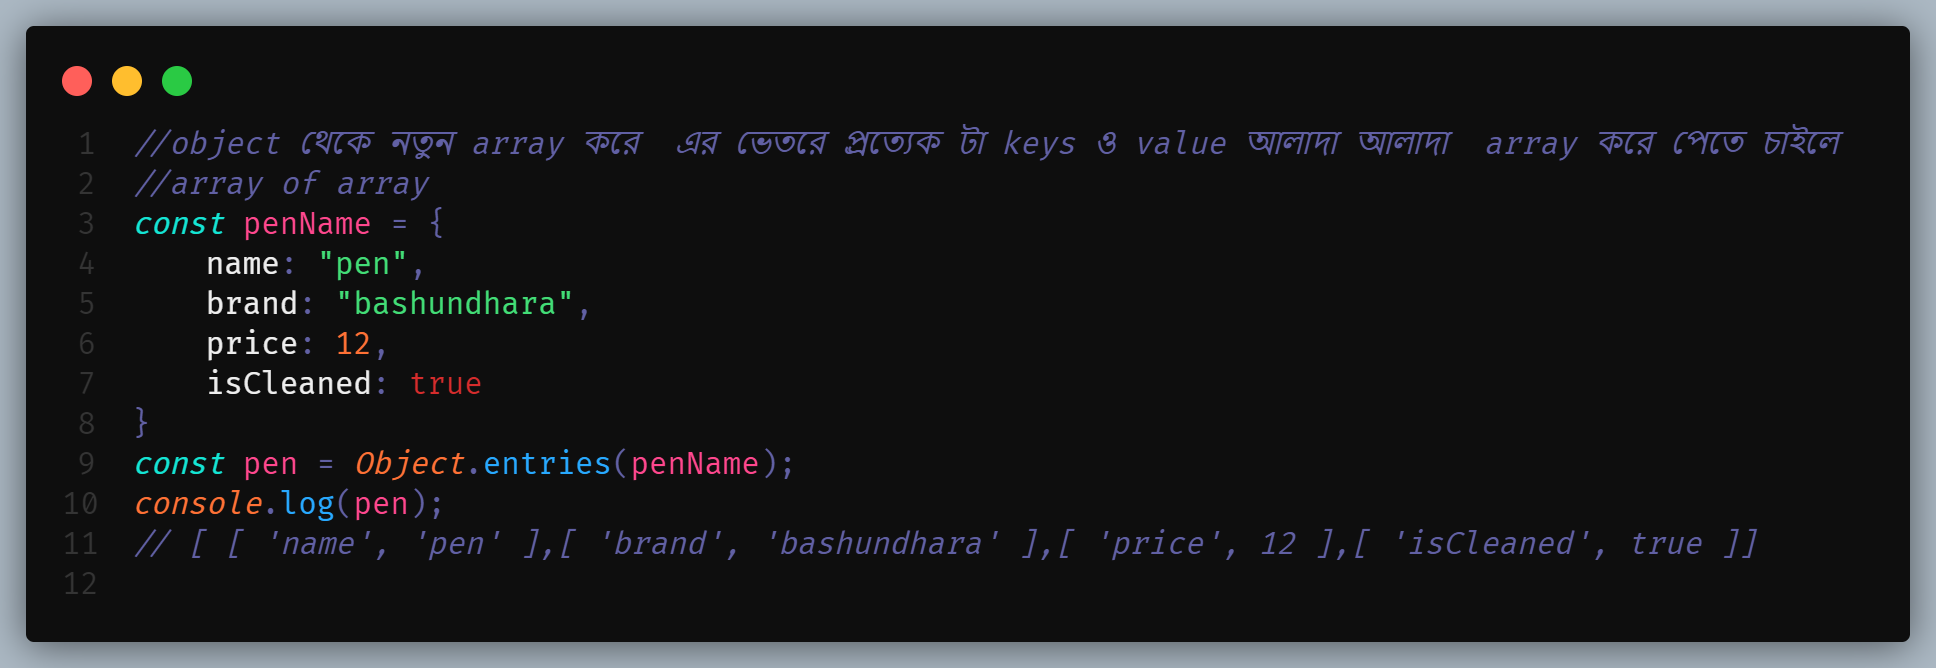 1 //object থেকে নতুন array করে  এর ভেতরে প্রত্যেক টা keys ও value আলাদা আলাদা  array করে পেতে চাইলে
2 //array of array
3 const penName = {
4     name: "pen",
5     brand: "bashundhara",
6     price: 12,
7     isCleaned: true
8 }
9 const pen = Object.entries(penName);
10 console.log(pen);
11 // [ [ 'name', 'pen' ],[ 'brand', 'bashundhara' ],[ 'price', 12 ],[ 'isCleaned', true ]]
12